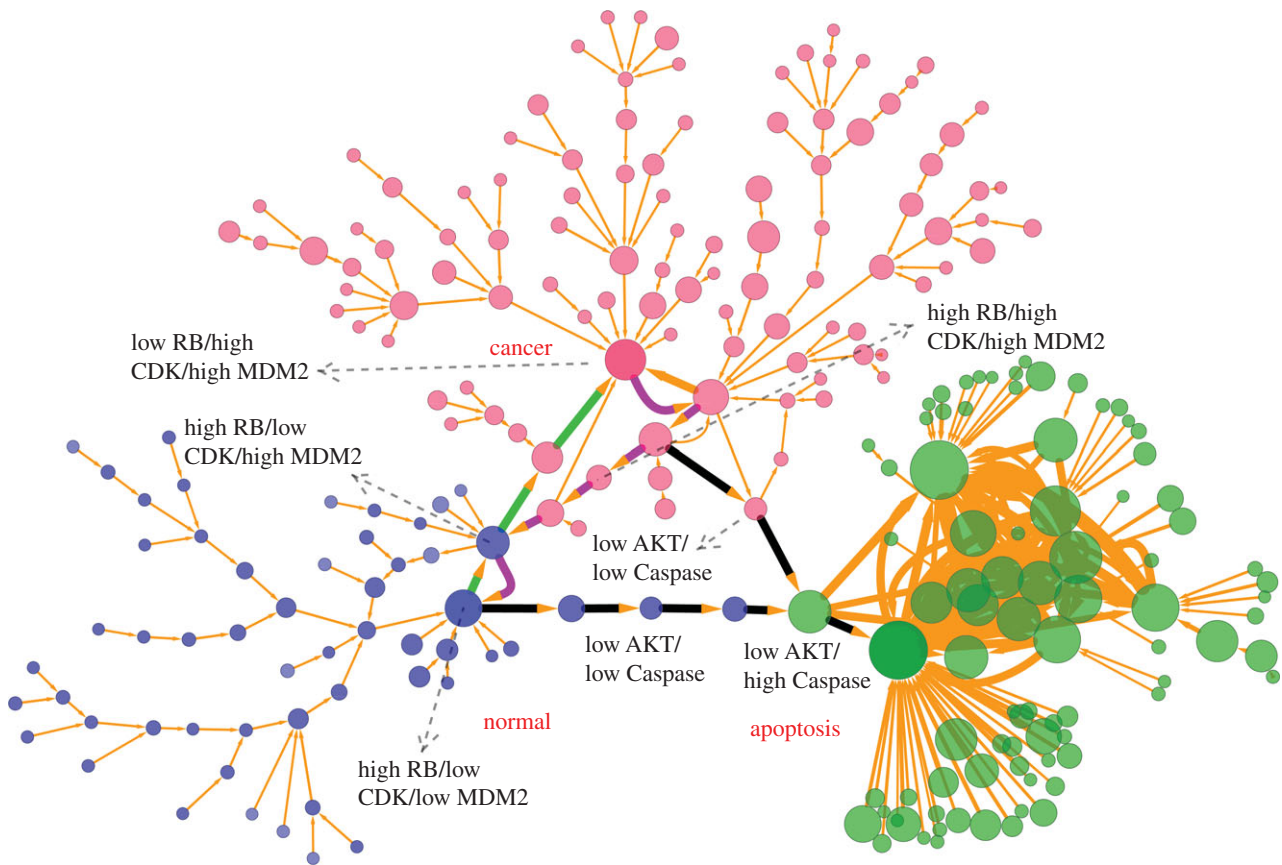 high RB/high
CDK/high MDM2
low RB/high
CDK/high MDM2
cancer
high RB/low
CDK/high MDM2
low AKT/
low Caspase
low AKT/
low Caspase
low AKT/
high Caspase
normal
apoptosis
high RB/low
CDK/low MDM2